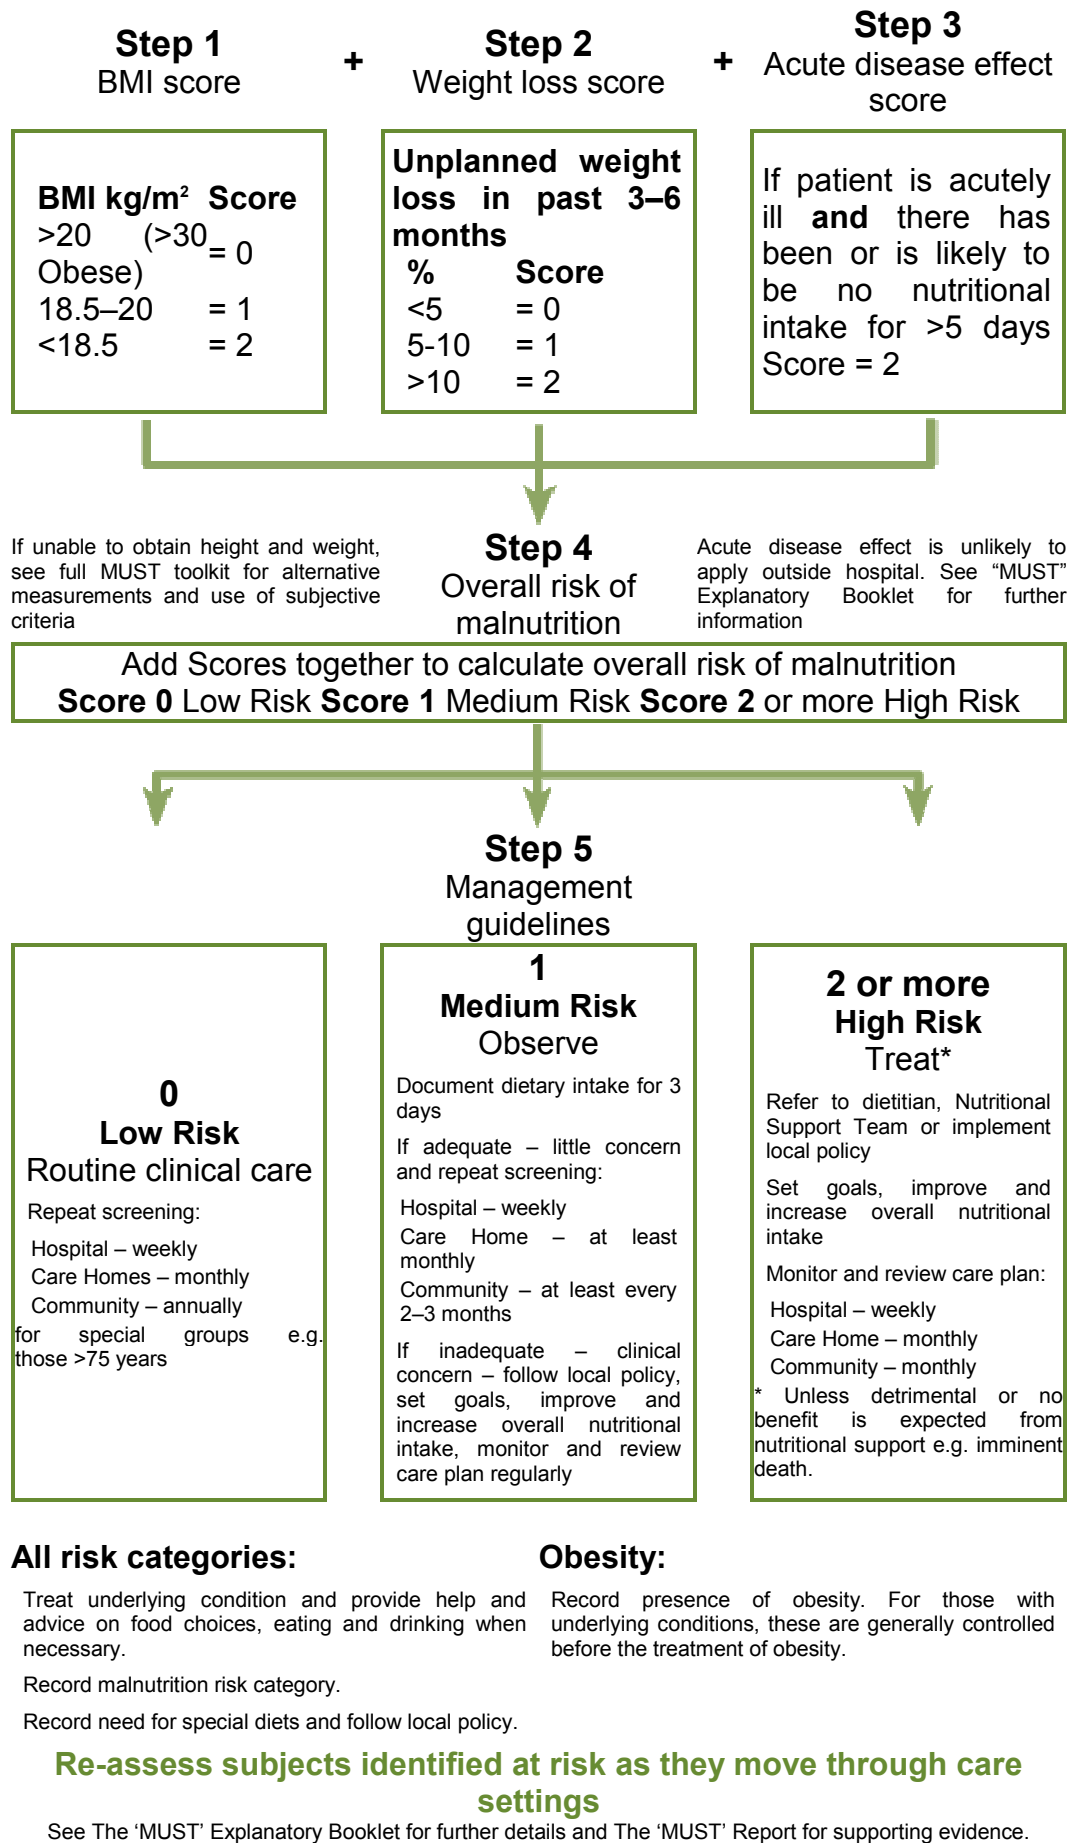 Step 1
BMI score
+
Step 2
Weight loss score
+
Step 3
Acute disease effect
score
BMI kg/m² Score
>20 (>30
Obese) = 0
18.5–20 = 1
<18.5 = 2
Unplanned weight
loss in past 3–6
months
% Score
<5 = 0
5-10 = 1
>10 = 2
If patient is acutely
ill and there has
been or is likely to
be no nutritional
intake for >5 days
Score = 2
If unable to obtain height and weight,
see full MUST toolkit for alternative
measurements and use of subjective
criteria
Step 4
Overall risk of
malnutrition
Acute disease effect is unlikely to
apply outside hospital. See “MUST”
Explanatory Booklet for further
information
Add Scores together to calculate overall risk of malnutrition
Score 0 Low Risk Score 1 Medium Risk Score 2 or more High Risk
Step 5
Management
guidelines
0
Low Risk
Routine clinical care
Repeat screening:
Hospital – weekly
Care Homes – monthly
Community – annually
for special groups e.g.
those >75 years
1
Medium Risk
Observe
Document dietary intake for 3
days
If adequate – little concern
and repeat screening:
Hospital – weekly
Care Home – at least
monthly
Community – at least every
2–3 months
If inadequate – clinical
concern – follow local policy,
set goals, improve and
increase overall nutritional
intake, monitor and review
care plan regularly
2 or more
High Risk
Treat*
Refer to dietitian, Nutritional
Support Team or implement
local policy
Set goals, improve and
increase overall nutritional
intake
Monitor and review care plan:
Hospital – weekly
Care Home – monthly
Community – monthly
* Unless detrimental or no
benefit is expected from
nutritional support e.g. imminent
death.
All risk categories:
Treat underlying condition and provide help and
advice on food choices, eating and drinking when
necessary.
Record malnutrition risk category.
Record need for special diets and follow local policy.
Obesity:
Record presence of obesity. For those with
underlying conditions, these are generally controlled
before the treatment of obesity.
Re-assess subjects identified at risk as they move through care
settings
See The ‘MUST’ Explanatory Booklet for further details and The ‘MUST’ Report for supporting evidence.